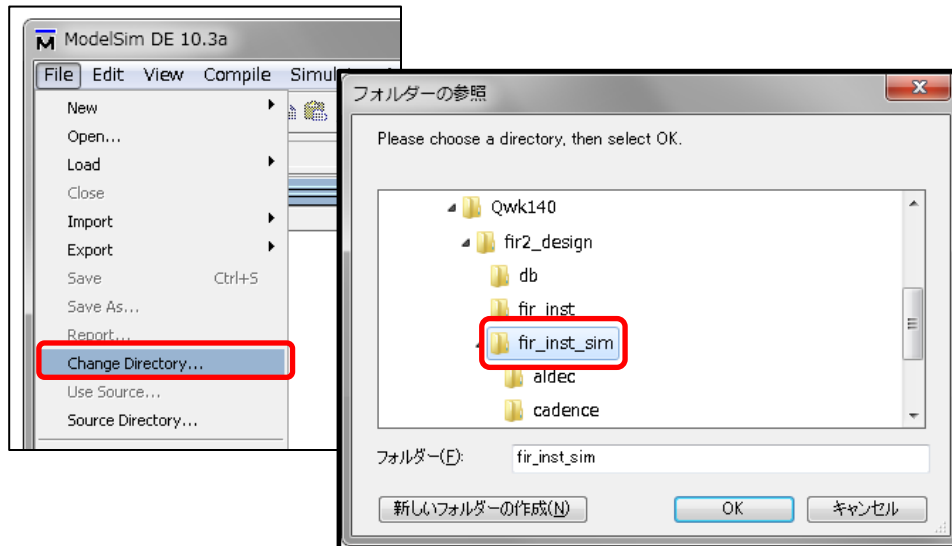 ModelSim DE 10.3a
File Edit View Compile
New
Open...
Load
Close
Import
Export
Save Ctrl+S
Save As...
Report...
Change Directory...
Use Source...
Source Directory...
フォルダーの参照
Please choose a directory, then select OK.
Qwk140
fir2_design
db
fir_inst
fir_inst_sim
aldec
cadence
フォルダー(F): fir_inst_sim
新しいフォルダーの作成(N) OK キャンセル